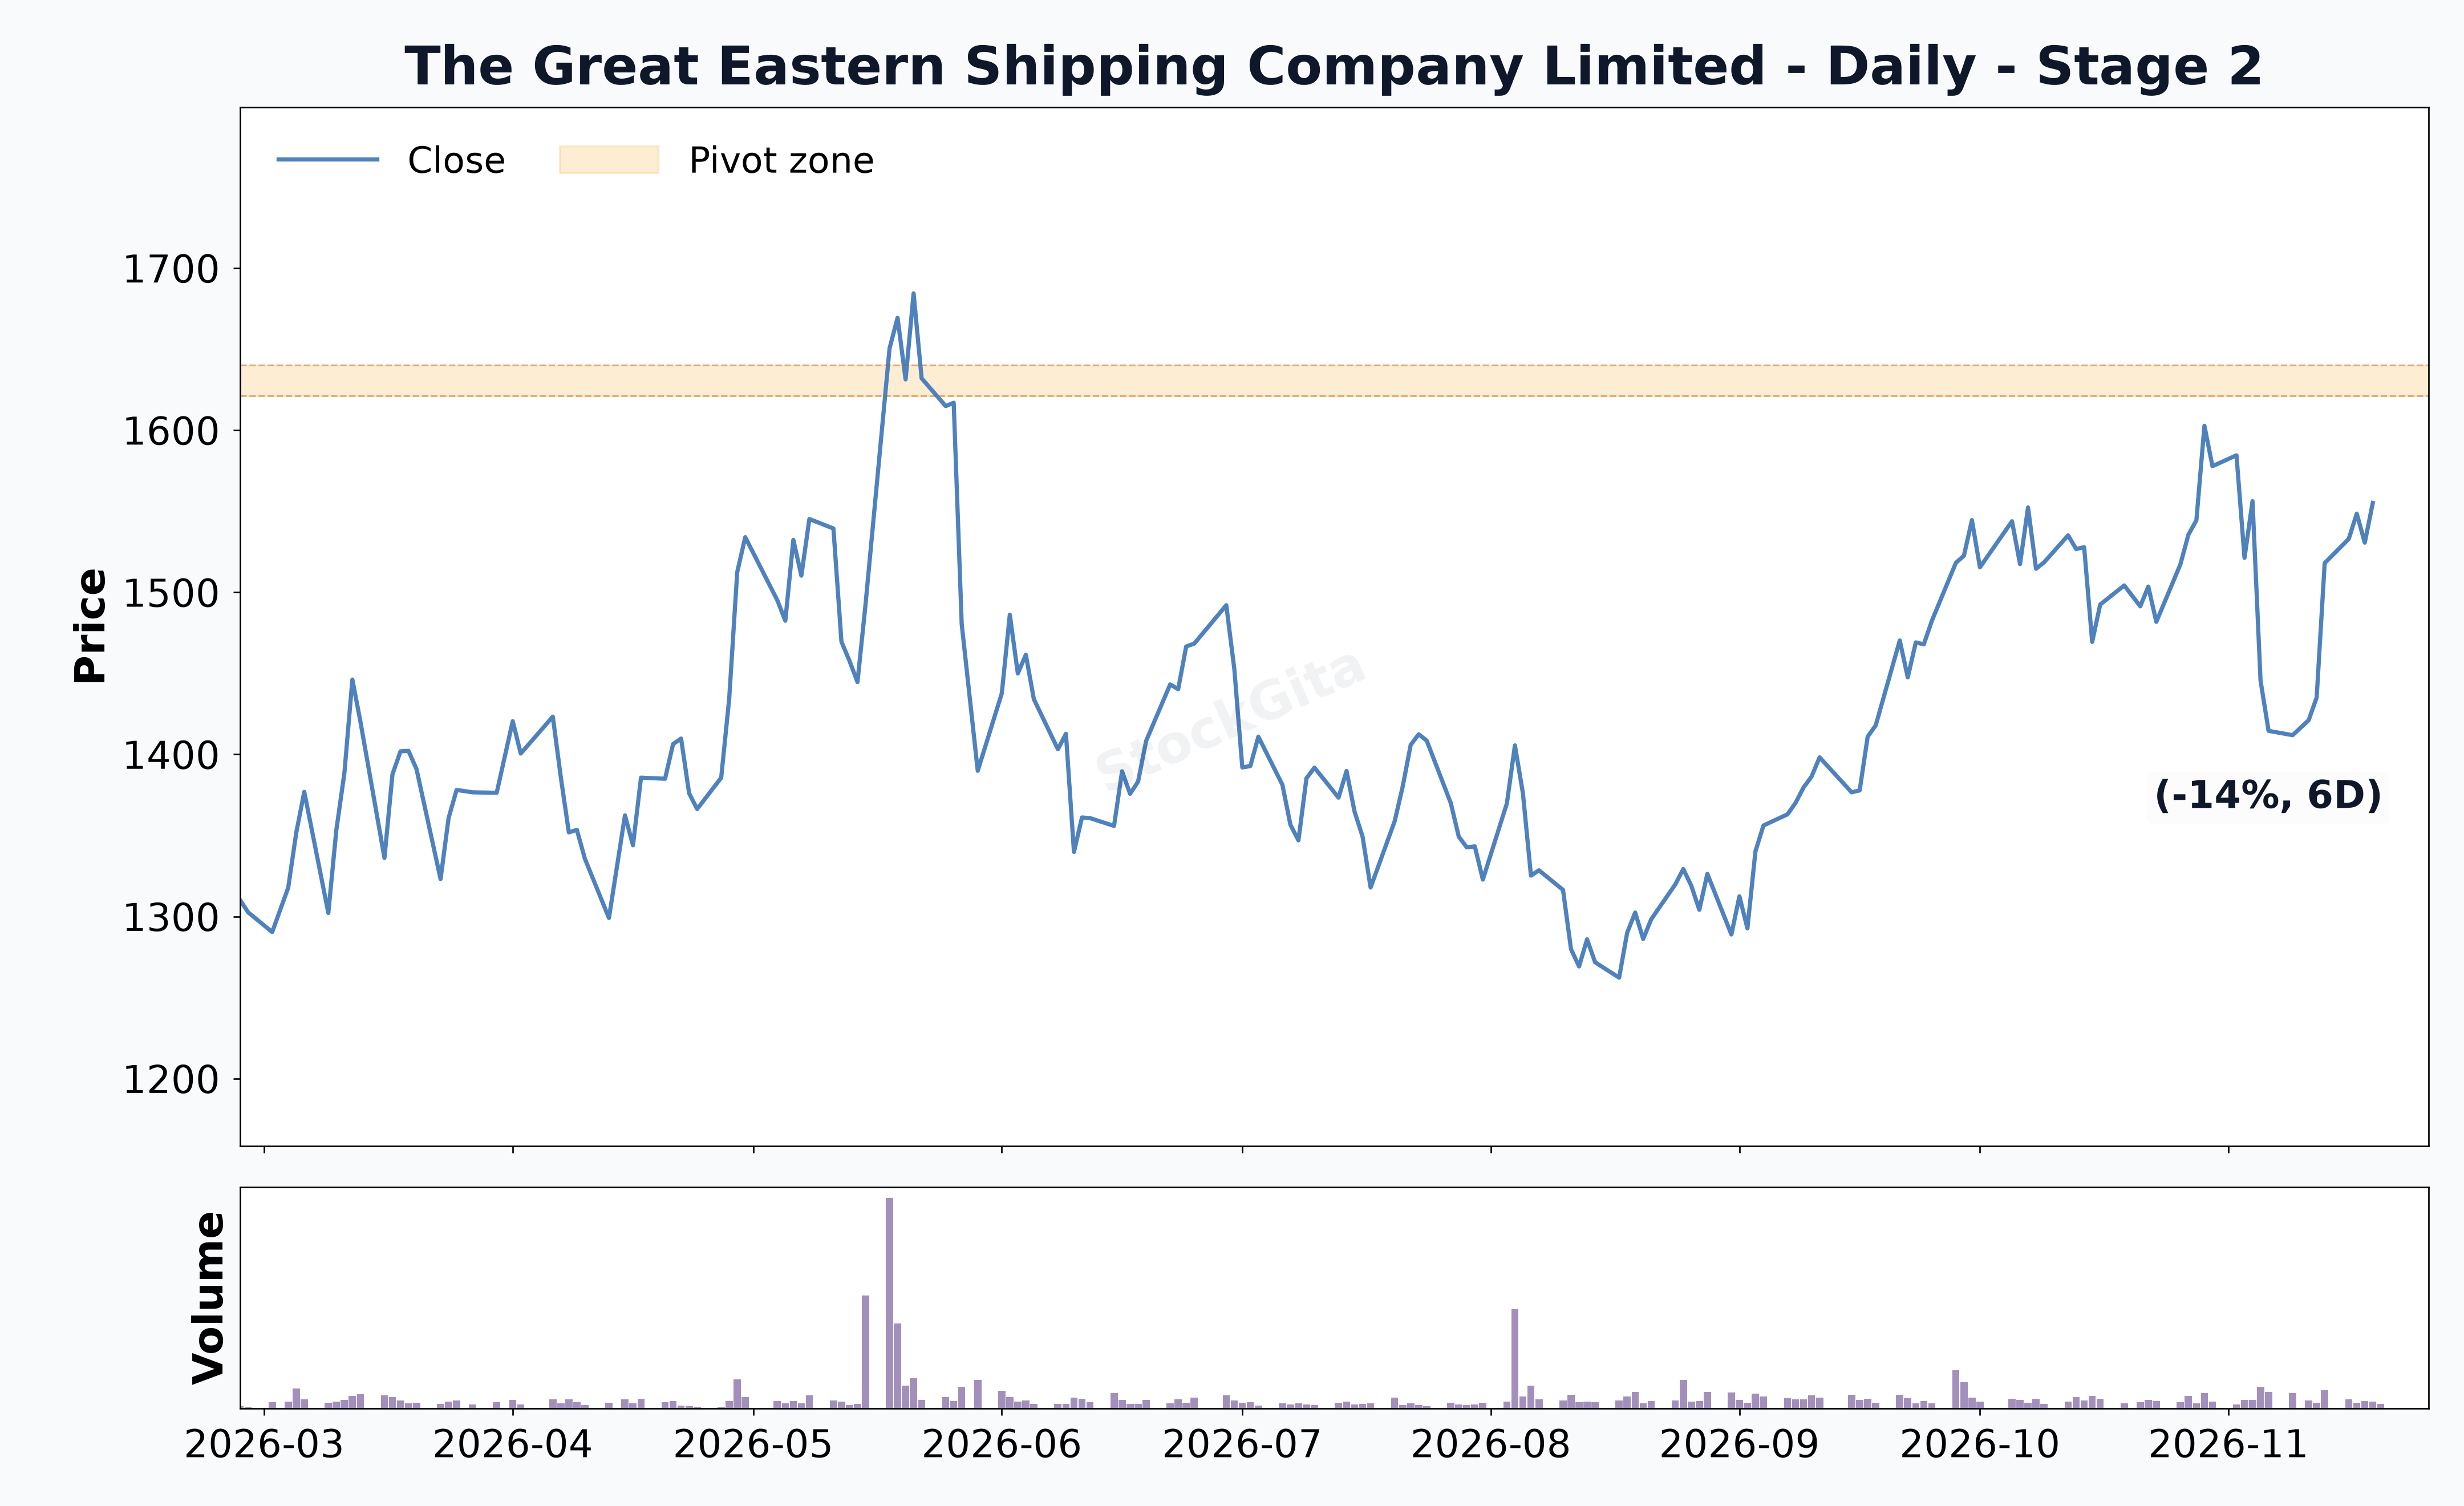 The Great Eastern Shipping Company Limited - Daily - Stage 2
Close
Pivot zone
1700
1600
1500
1400
1300
1200
Price
StockGita
(-14%, 6D)
Volume
2026-03
2026-04
2026-05
2026-06
2026-07
2026-08
2026-09
2026-10
2026-11